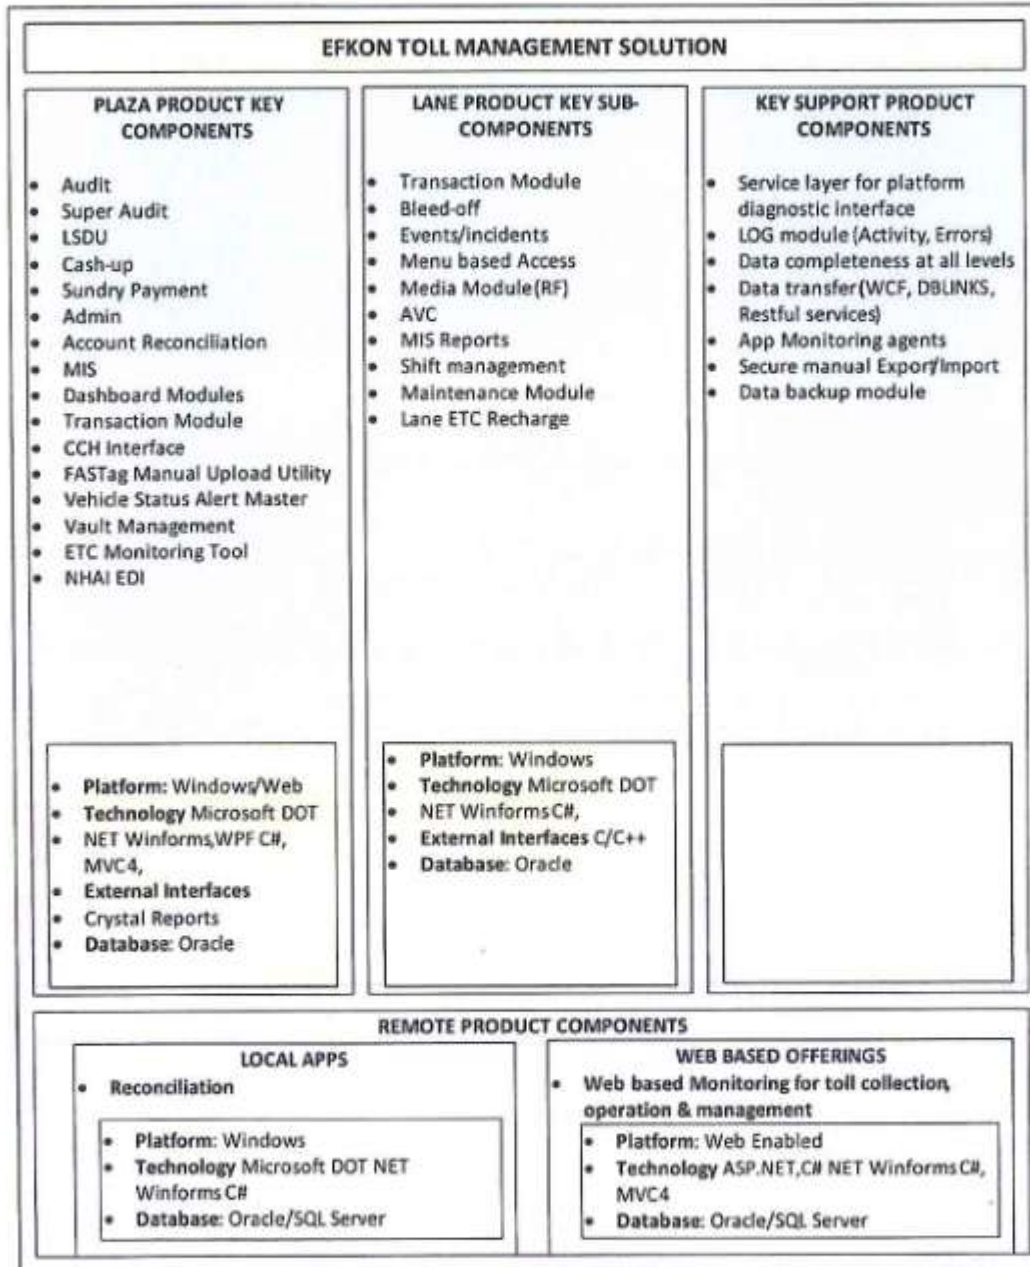 EFKON TOLL MANAGEMENT SOLUTION
PLAZA PRODUCT KEY
COMPONENTS
• Audit
• Super Audit
• LSDU
• Cash-up
• Sundry Payment
• Admin
• Account Reconciliation
• MIS
• Dashboard Modules
• Transaction Module
• CCH Interface
• FASTag Manual Upload Utility
• Vehicle Status Alert Master
• Vault Management
• ETC Monitoring Tool
• NHAI EDI
• Platform: Windows/Web
• Technology Microsoft DOT
• NET Winforms,WPF C#,
MVC4,
• External Interfaces
• Crystal Reports
• Database: Oracle
LANE PRODUCT KEY SUB-
COMPONENTS
• Transaction Module
• Bleed-off
• Events/incidents
• Menu based Access
• Media Module(RF)
• AVC
• MIS Reports
• Shift management
• Maintenance Module
• Lane ETC Recharge
• Platform: Windows
• Technology Microsoft DOT
• NET Winforms C#,
• External Interfaces C/C++
• Database: Oracle
KEY SUPPORT PRODUCT
COMPONENTS
• Service layer for platform
diagnostic interface
• LOG module (Activity, Errors)
• Data completeness at all levels
• Data transfer(WCF, DBLINKS,
Restful services)
• App Monitoring agents
• Secure manual Export/Import
• Data backup module
REMOTE PRODUCT COMPONENTS
LOCAL APPS
• Reconciliation
• Platform: Windows
• Technology Microsoft DOT NET
Winforms C#
• Database: Oracle/SQL Server
WEB BASED OFFERINGS
• Web based Monitoring for toll collection,
operation & management
• Platform: Web Enabled
• Technology ASP.NET,C# NET Winforms C#,
MVC4
• Database: Oracle/SQL Server